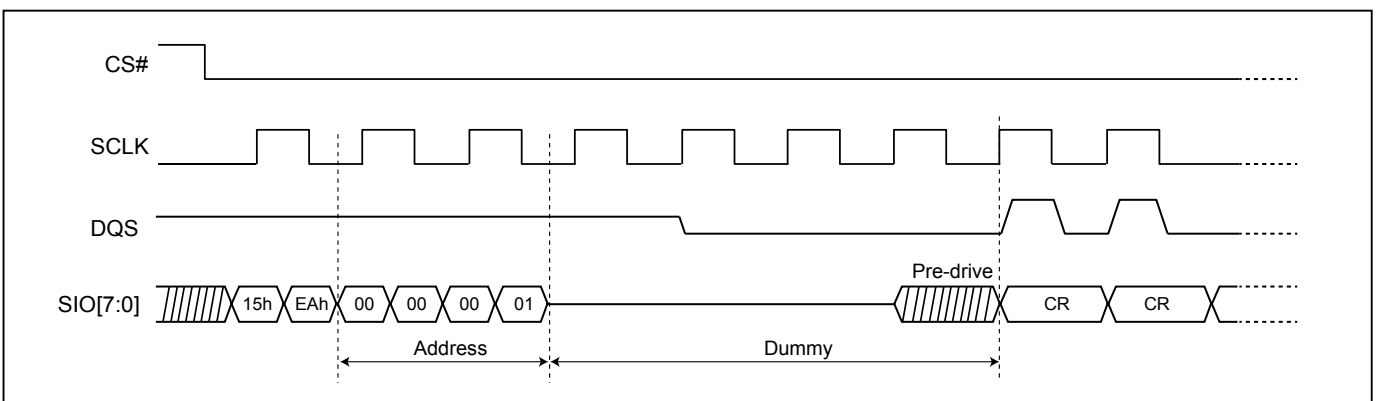 CS#
SCLK
DQS
Pre-drive
SIO[7:0] 15h EAh 00 00 00 01 CR CR
Address Dummy